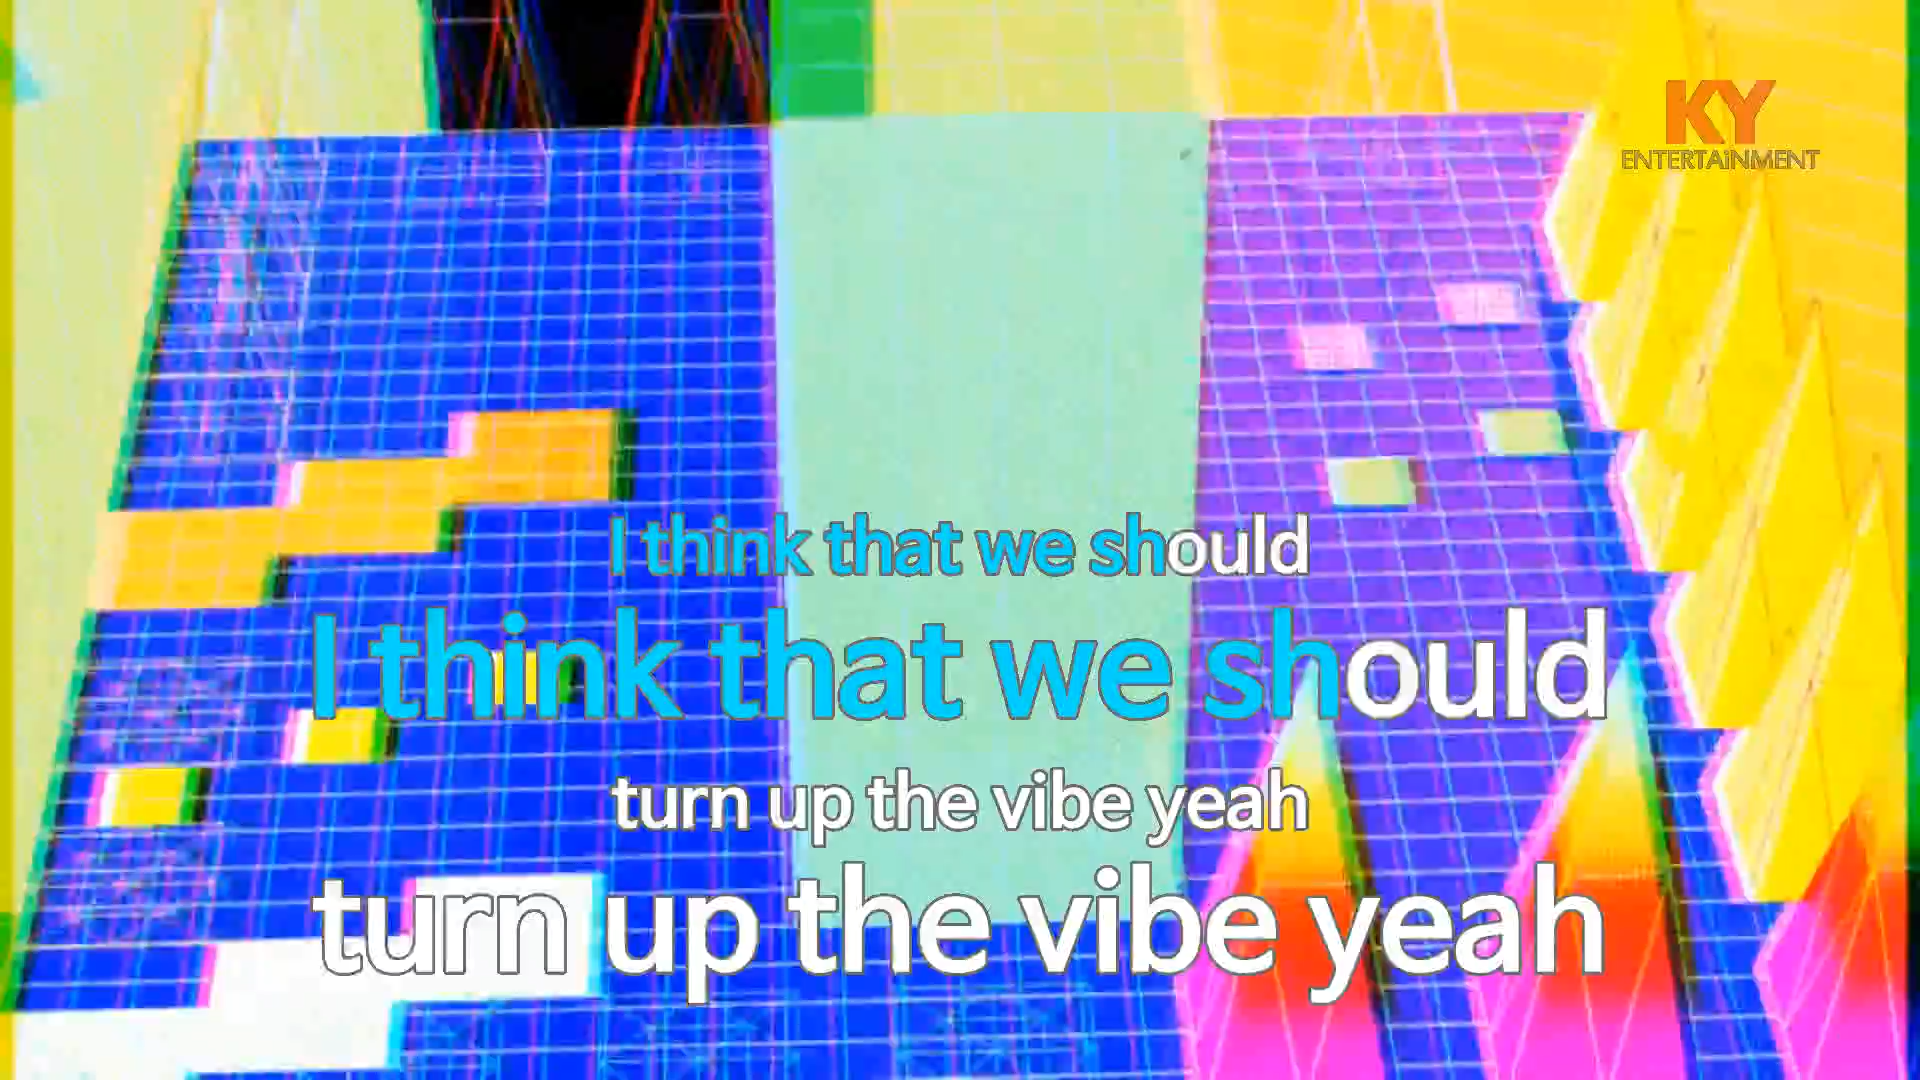 KY
ENTERTAiNMENT
I think that we should
I think that we should
turn up the vibe yeah
turn up the vibe yeah